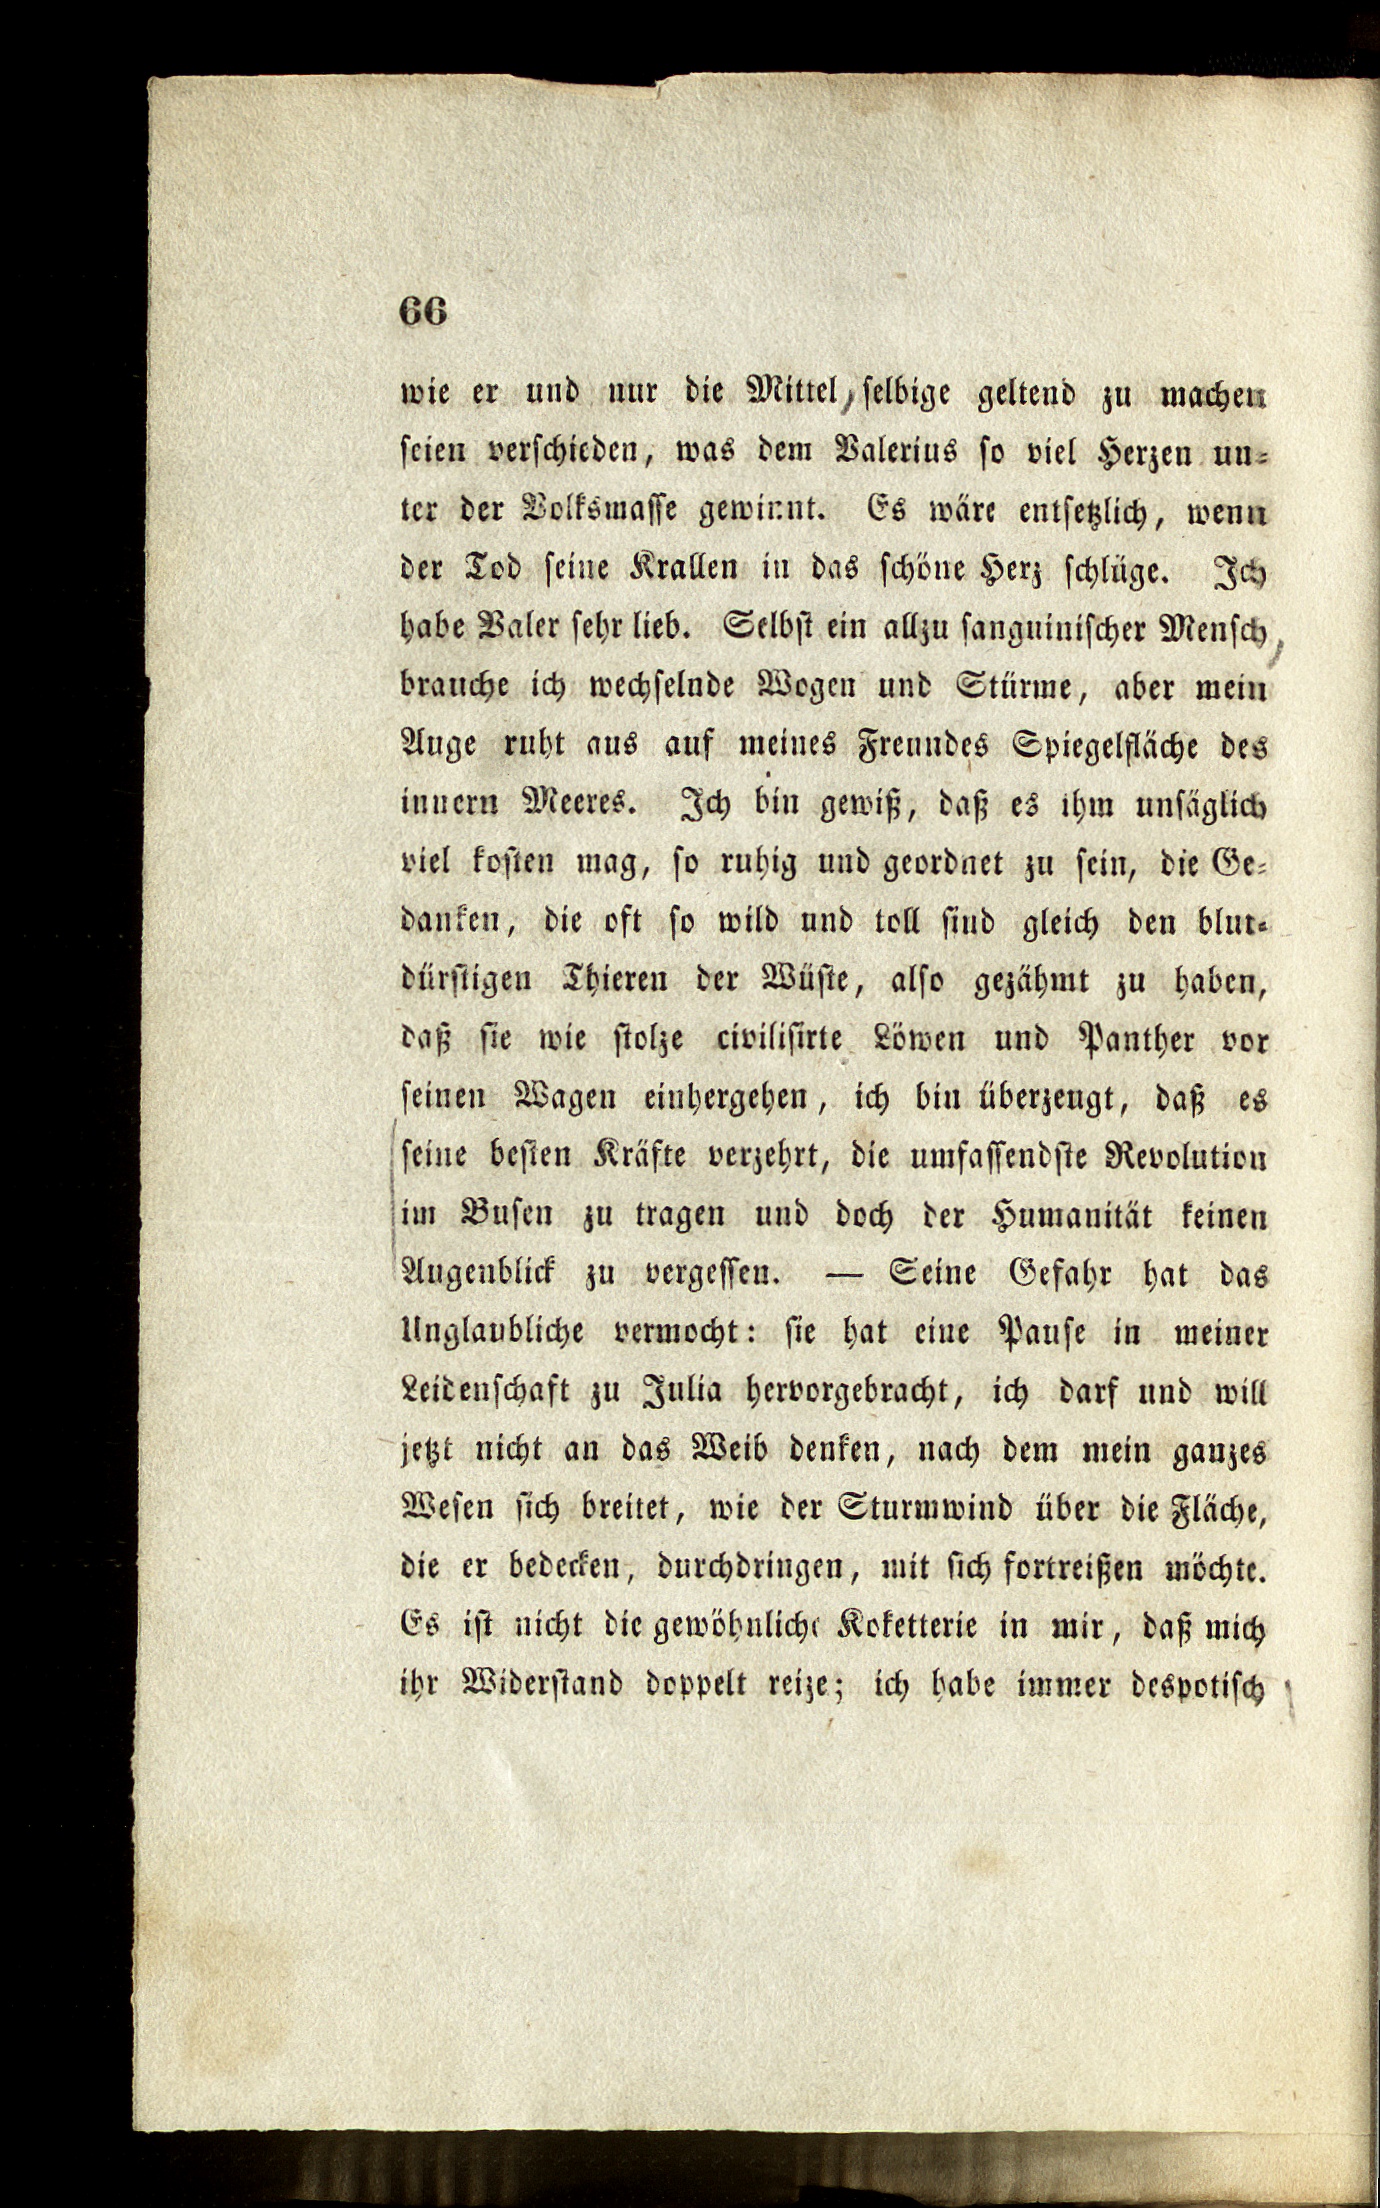 66
wie er und nur die Mittel, selbige geltend zu machen
seien verschieden, was dem Valerius so viel Herzen un-
ter der Volksmasse gewinnt. Es wäre entsetzlich, wenn
der Tod seine Krallen in das schöne Herz schlüge. Ich
habe Valer sehr lieb. Selbst ein allzu sanguinischer Mensch,
brauche ich wechselnde Wogen und Stürme, aber mein
Auge ruht aus auf meines Freundes Spiegelfläche des
innern Meeres. Ich bin gewiß, daß es ihm unsäglich
viel kosten mag, so ruhig und geordnet zu sein, die Ge-
danken, die oft so wild und toll sind gleich den blut-
dürstigen Thieren der Wüste, also gezähmt zu haben,
daß sie wie stolze civilisirte Löwen und Panther vor
seinen Wagen einhergehen, ich bin überzeugt, daß es
seine besten Kräfte verzehrt, die umfassendste Revolution
im Busen zu tragen und doch der Humanität keinen
Augenblick zu vergessen. — Seine Gefahr hat das
Unglaubliche vermocht: sie hat eine Pause in meiner
Leidenschaft zu Julia hervorgebracht, ich darf und will
jetzt nicht an das Weib denken, nach dem mein ganzes
Wesen sich breitet, wie der Sturmwind über die Fläche,
die er bedecken, durchdringen, mit sich fortreißen möchte.
Es ist nicht die gewöhnliche Koketterie in mir, daß mich
ihr Widerstand doppelt reize; ich habe immer despotisch